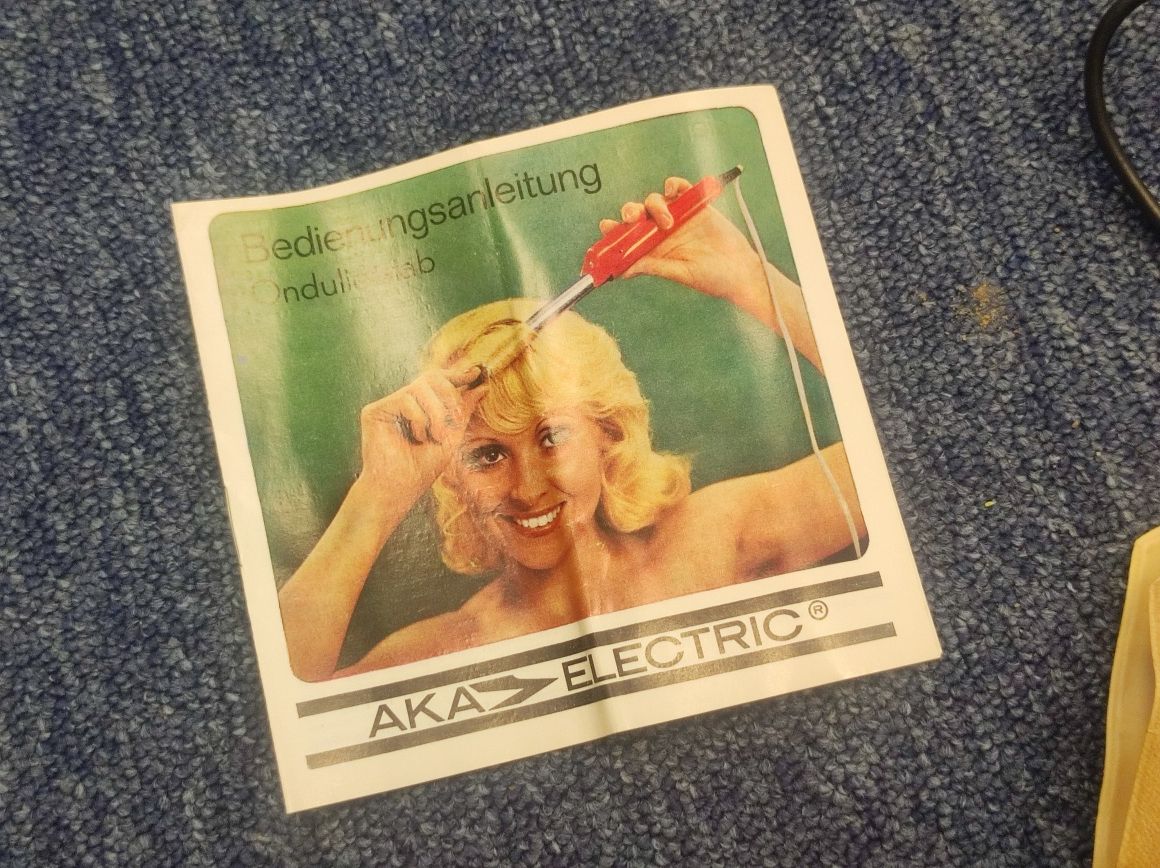 Bedienungsanleitung
Ondulierstab
AKA ELECTRIC®